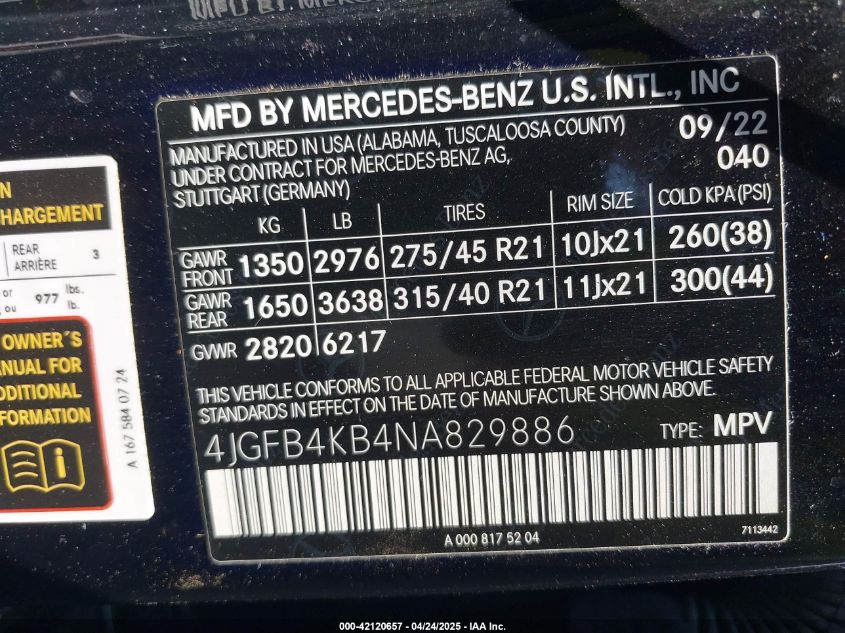 MFD BY MERCEDES-BENZ U.S. INTL., INC
MANUFACTURED IN USA (ALABAMA, TUSCALOOSA COUNTY) 09/22
UNDER CONTRACT FOR MERCEDES-BENZ AG, 040
STUTTGART (GERMANY)
KG LB TIRES RIM SIZE COLD KPA (PSI)
GAWR FRONT 1350 2976 275/45 R21 10Jx21 260(38)
GAWR REAR 1650 3638 315/40 R21 11Jx21 300(44)
GVWR 2820 6217
THIS VEHICLE CONFORMS TO ALL APPLICABLE FEDERAL MOTOR VEHICLE SAFETY
STANDARDS IN EFFECT ON THE DATE OF MANUFACTURE SHOWN ABOVE.
4JGFB4KB4NA829886 TYPE: MPV
A 000 817 52 04
7113442
N
HARGEMENT
REAR
ARRIÈRE 3
or 977 lbs.
ou lb.
OWNER´S
ANUAL FOR
DDITIONAL
FORMATION
A 167 584 07 24
000-42120657 - 04/24/2025 - IAA Inc.